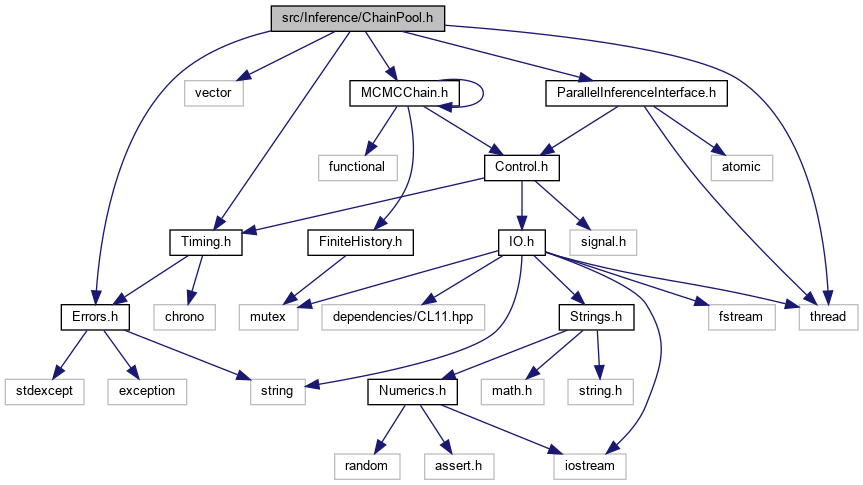 src/Inference/ChainPool.h
vector
MCMCChain.h
ParallelInferenceInterface.h
functional
Control.h
atomic
Timing.h
FiniteHistory.h
IO.h
signal.h
Errors.h
chrono
mutex
dependencies/CL11.hpp
Strings.h
fstream
thread
stdexcept
exception
string
Numerics.h
math.h
string.h
random
assert.h
iostream